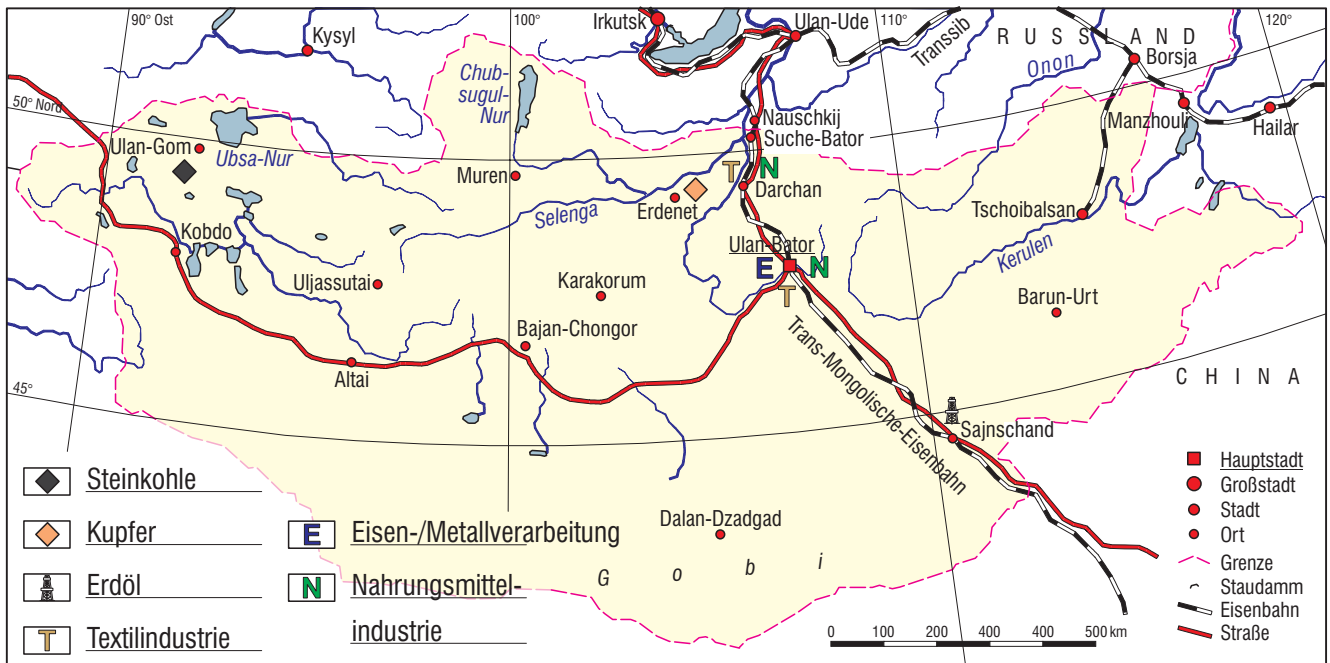 90° Ost
100°
110°
120°
Irkutsk
Ulan-Ude
Transsib
R U S S L A N D
Kysyl
Onon
Borsja
Chub-
sugul-
Nur
50° Nord
Nauschkij
Suche-Bator
Manzhouli
Hailar
Ulan-Gom
Ubsa-Nur
Muren
T
N
Darchan
Erdenet
Selenga
Tschoibalsan
Kobdo
Ulan-Bator
Kerulen
E
N
T
Uljassutai
Karakorum
Barun-Urt
Bajan-Chongor
Altai
Trans-Mongolische-Eisenbahn
45°
C H I N A
Sajnschand
Dalan-Dzadgad
G o b i
Steinkohle
Kupfer
Erdöl
T Textilindustrie
E Eisen-/Metallverarbeitung
N Nahrungsmittel-
industrie
Hauptstadt
Großstadt
Stadt
Ort
Grenze
Staudamm
Eisenbahn
Straße
0 100 200 300 400 500 km